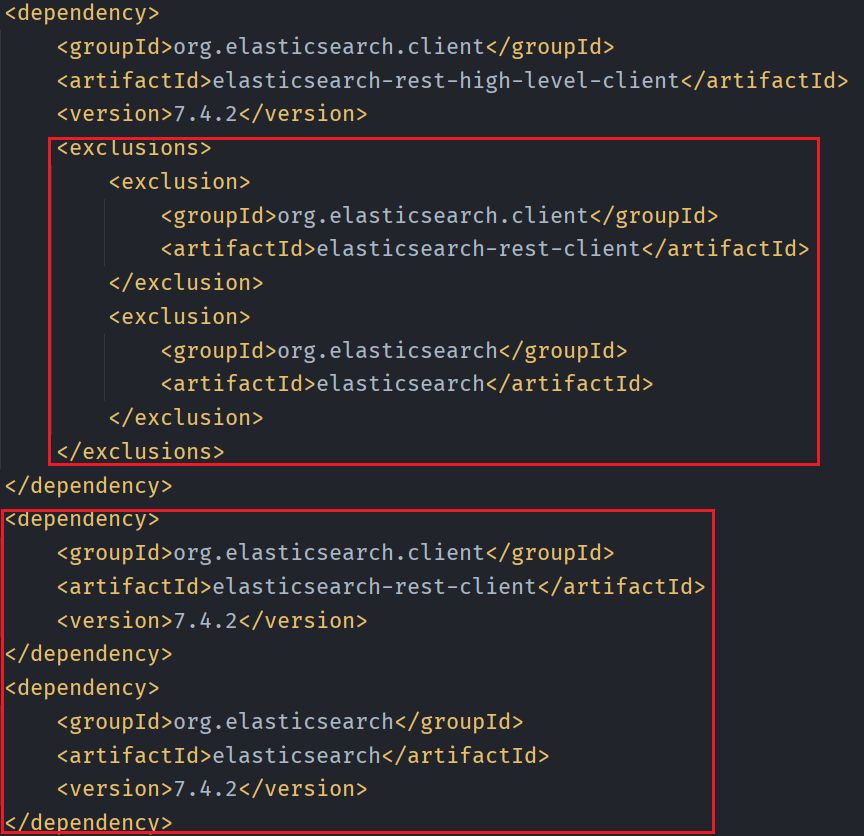 <dependency>
    <groupId>org.elasticsearch.client</groupId>
    <artifactId>elasticsearch-rest-high-level-client</artifactId>
    <version>7.4.2</version>
    <exclusions>
        <exclusion>
            <groupId>org.elasticsearch.client</groupId>
            <artifactId>elasticsearch-rest-client</artifactId>
        </exclusion>
        <exclusion>
            <groupId>org.elasticsearch</groupId>
            <artifactId>elasticsearch</artifactId>
        </exclusion>
    </exclusions>
</dependency>
<dependency>
    <groupId>org.elasticsearch.client</groupId>
    <artifactId>elasticsearch-rest-client</artifactId>
    <version>7.4.2</version>
</dependency>
<dependency>
    <groupId>org.elasticsearch</groupId>
    <artifactId>elasticsearch</artifactId>
    <version>7.4.2</version>
</dependency>